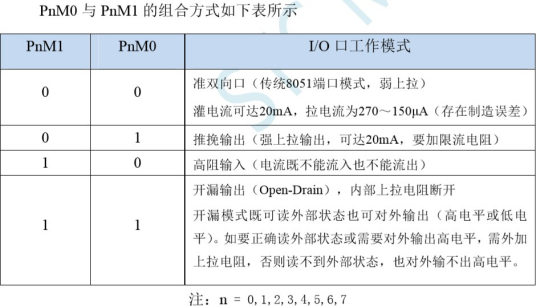 PnM0 与 PnM1 的组合方式如下表所示
PnM1 PnM0 I/O 口工作模式
0 0 准双向口（传统8051端口模式，弱上拉）
灌电流可达20mA，拉电流为270～150μA（存在制造误差）
0 1 推挽输出（强上拉输出，可达20mA，要加限流电阻）
1 0 高阻输入（电流既不能流入也不能流出）
1 1 开漏输出（Open-Drain），内部上拉电阻断开
开漏模式既可读外部状态也可对外输出（高电平或低电
平）。如要正确读外部状态或需要对外输出高电平，需外加
上拉电阻，否则读不到外部状态，也对外输不出高电平。
注：n = 0,1,2,3,4,5,6,7